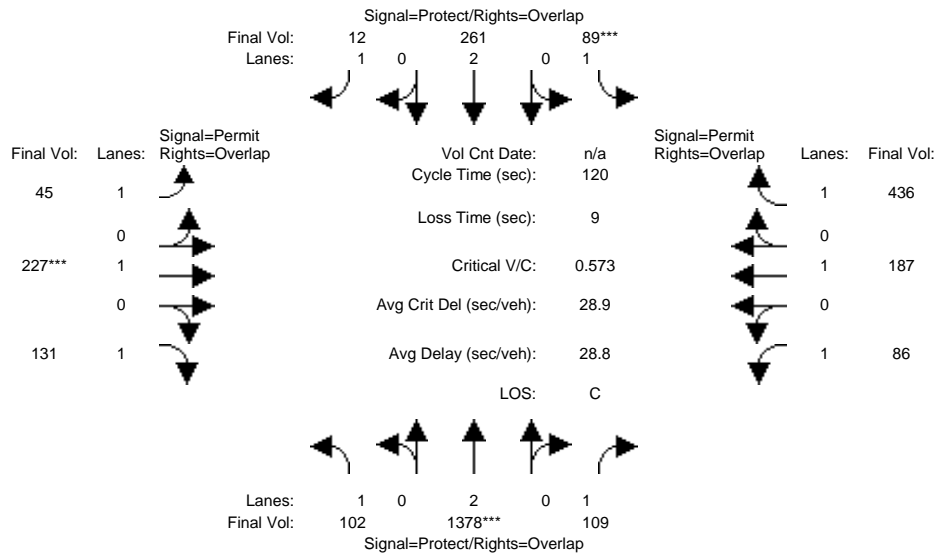 Signal=Protect/Rights=Overlap
Final Vol: 12 261 89***
Lanes: 1 0 2 0 1
Signal=Permit
Final Vol: Lanes: Rights=Overlap
Vol Cnt Date: n/a
Signal=Permit
Rights=Overlap Lanes: Final Vol:
Cycle Time (sec): 120
45 1
1 436
Loss Time (sec): 9
0
0
227*** 1
Critical V/C: 0.573
1 187
0
Avg Crit Del (sec/veh): 28.9
0
131 1
Avg Delay (sec/veh): 28.8
1 86
LOS: C
Lanes: 1 0 2 0 1
Final Vol: 102 1378*** 109
Signal=Protect/Rights=Overlap